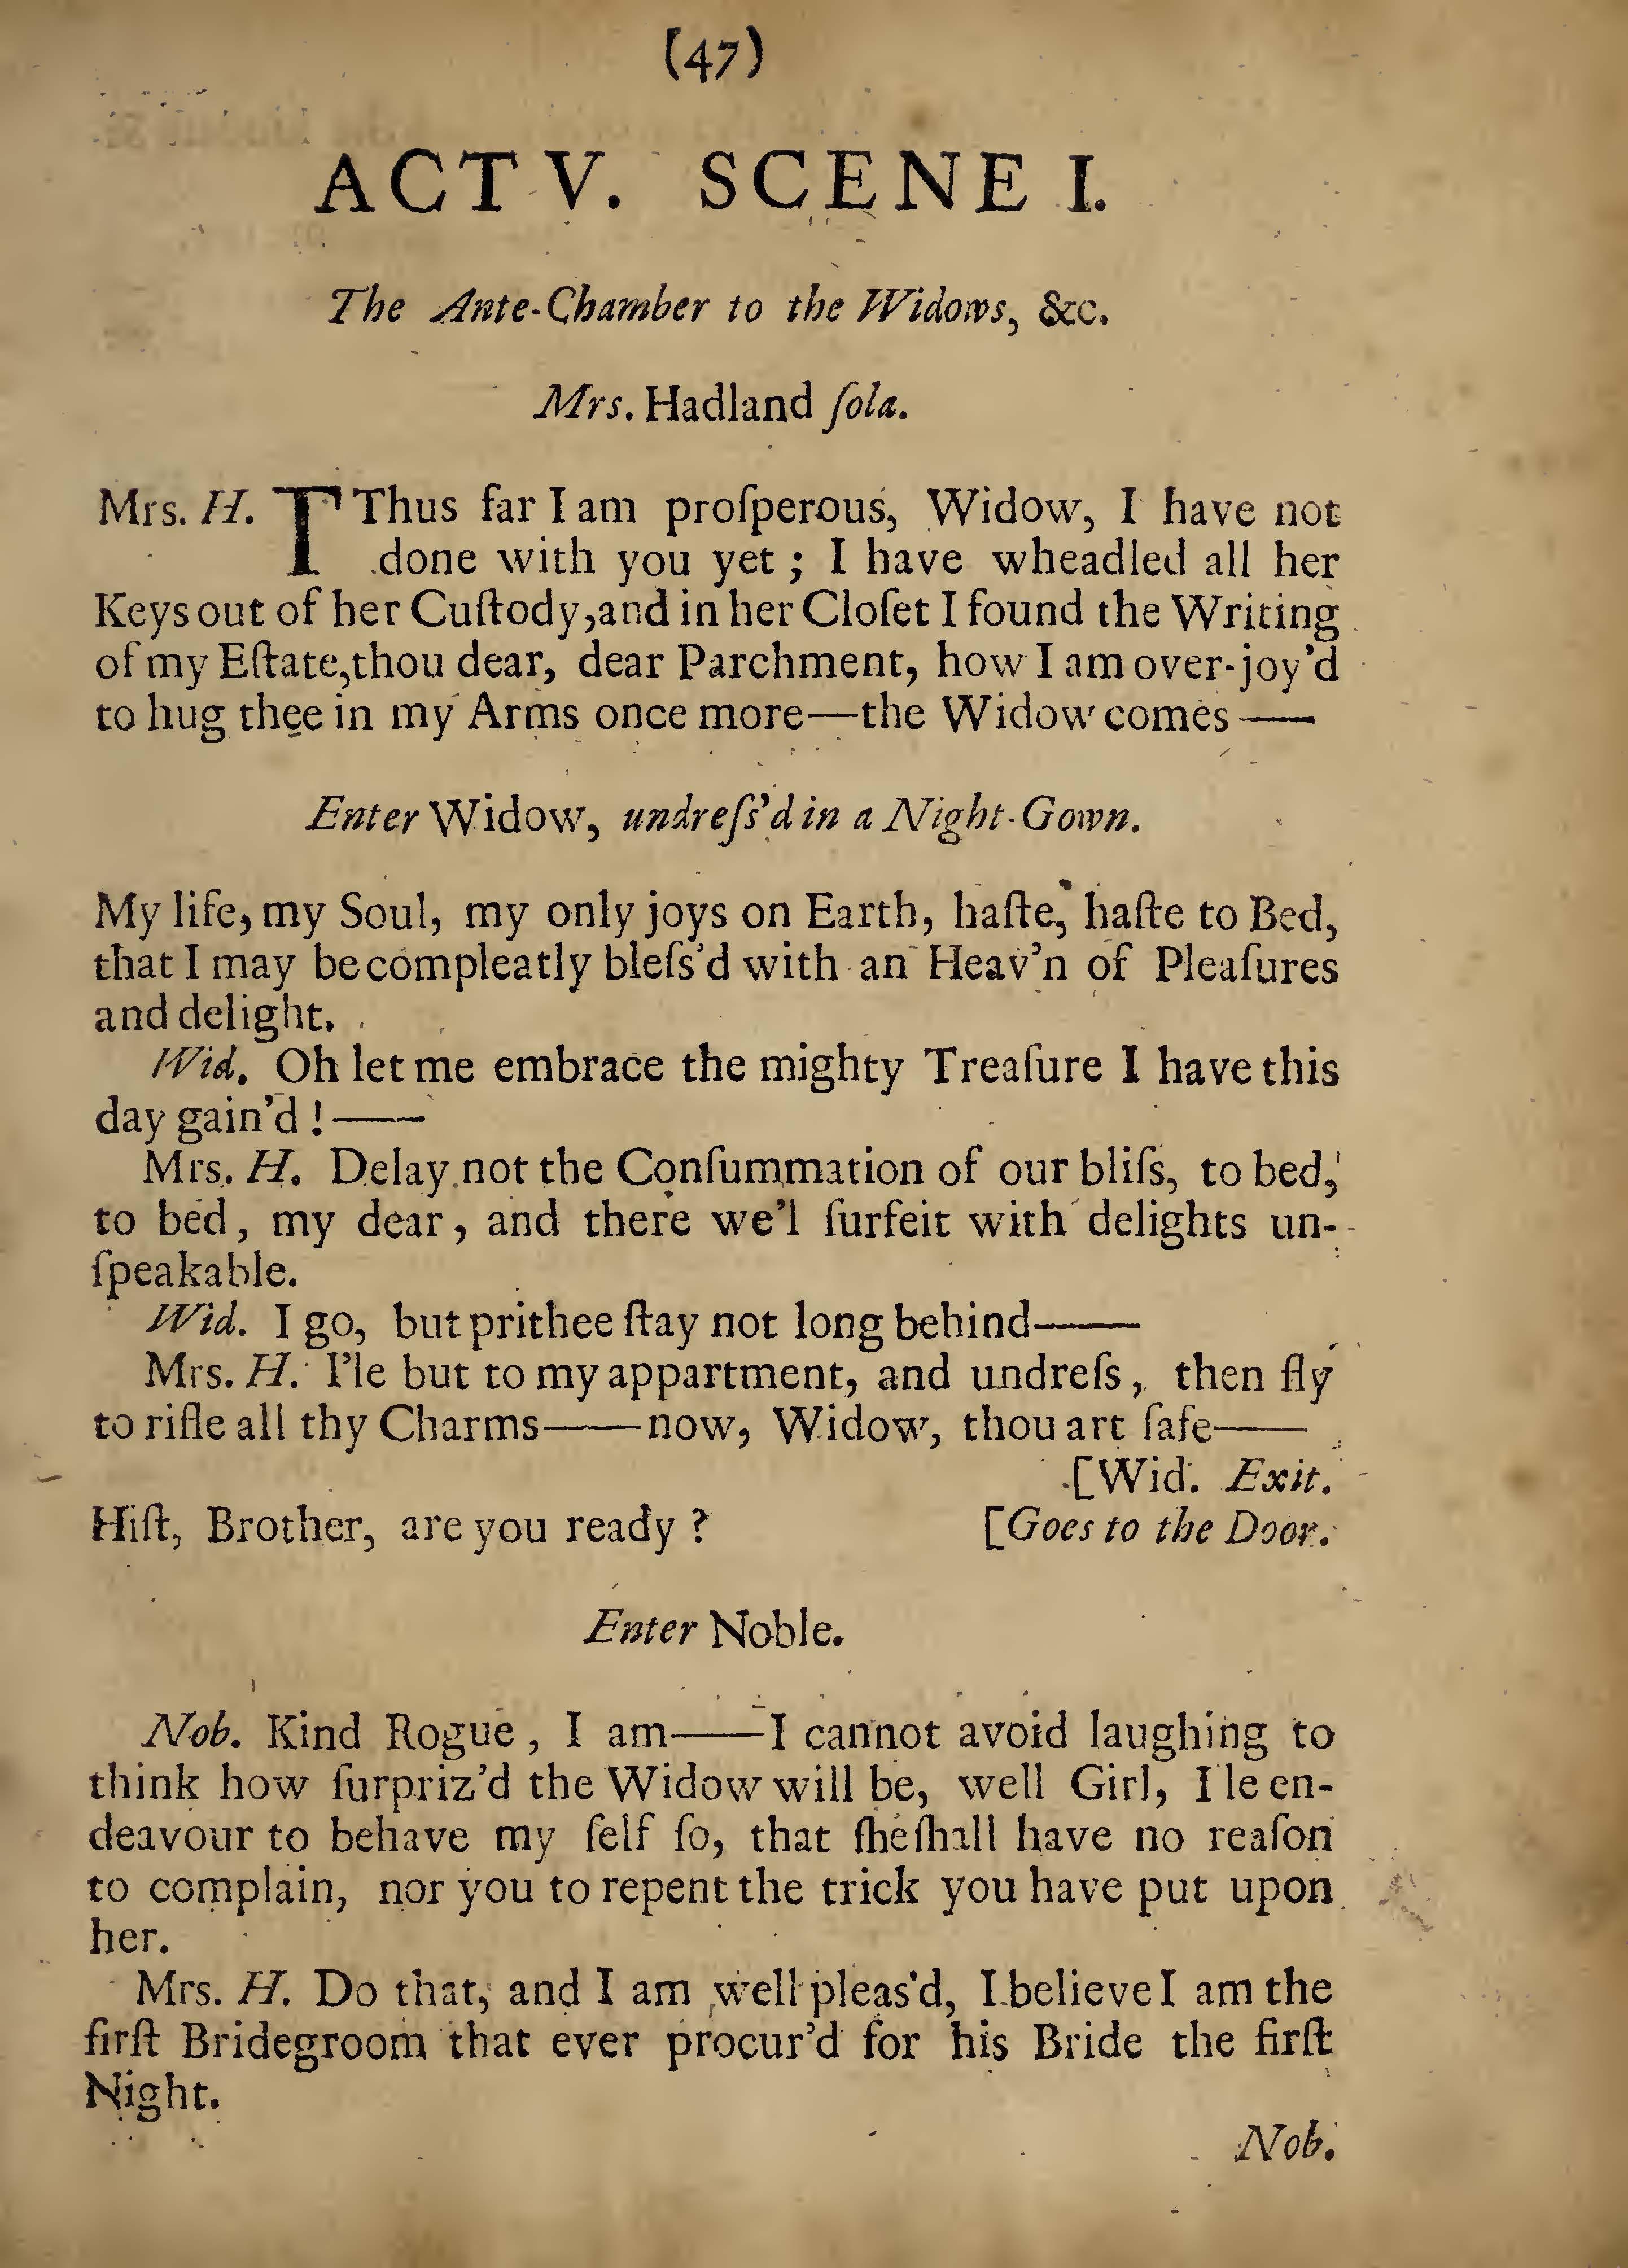 (47)
ACT V. SCENE I.
The Ante-Chamber to the Widows, &c.
Mrs. Hadland ſola.
Mrs. H. TThus far I am proſperous, Widow, I have not
done with you yet; I have wheadled all her
Keys out of her Cuſtody,and in her Cloſet I found the Writing
of my Eſtate,thou dear, dear Parchment, how I am over-joy'd
to hug thee in my Arms once more—the Widow comes——
Enter Widow, undreſs'd in a Night-Gown.
My life, my Soul, my only joys on Earth, haſte, haſte to Bed,
that I may be compleatly bleſs'd with an Heav'n of Pleaſures
and delight.
Wid. Oh let me embrace the mighty Treaſure I have this
day gain'd!——
Mrs. H. Delay not the Conſummation of our bliſs, to bed,
to bed, my dear, and there we'l ſurfeit with delights un-
ſpeakable.
Wid. I go, but prithee ſtay not long behind——
Mrs. H. I'le but to my appartment, and undreſs, then fly
to rifle all thy Charms——now, Widow, thou art ſafe——
[Wid. Exit.
Hiſt, Brother, are you ready? [Goes to the Door.
Enter Noble.
Nob. Kind Rogue, I am——I cannot avoid laughing to
think how ſurpriz'd the Widow will be, well Girl, I'le en-
deavour to behave my ſelf ſo, that ſhe ſhall have no reaſon
to complain, nor you to repent the trick you have put upon
her.
Mrs. H. Do that, and I am well pleas'd, I believe I am the
firſt Bridegroom that ever procur'd for his Bride the firſt
Night.
Nob.